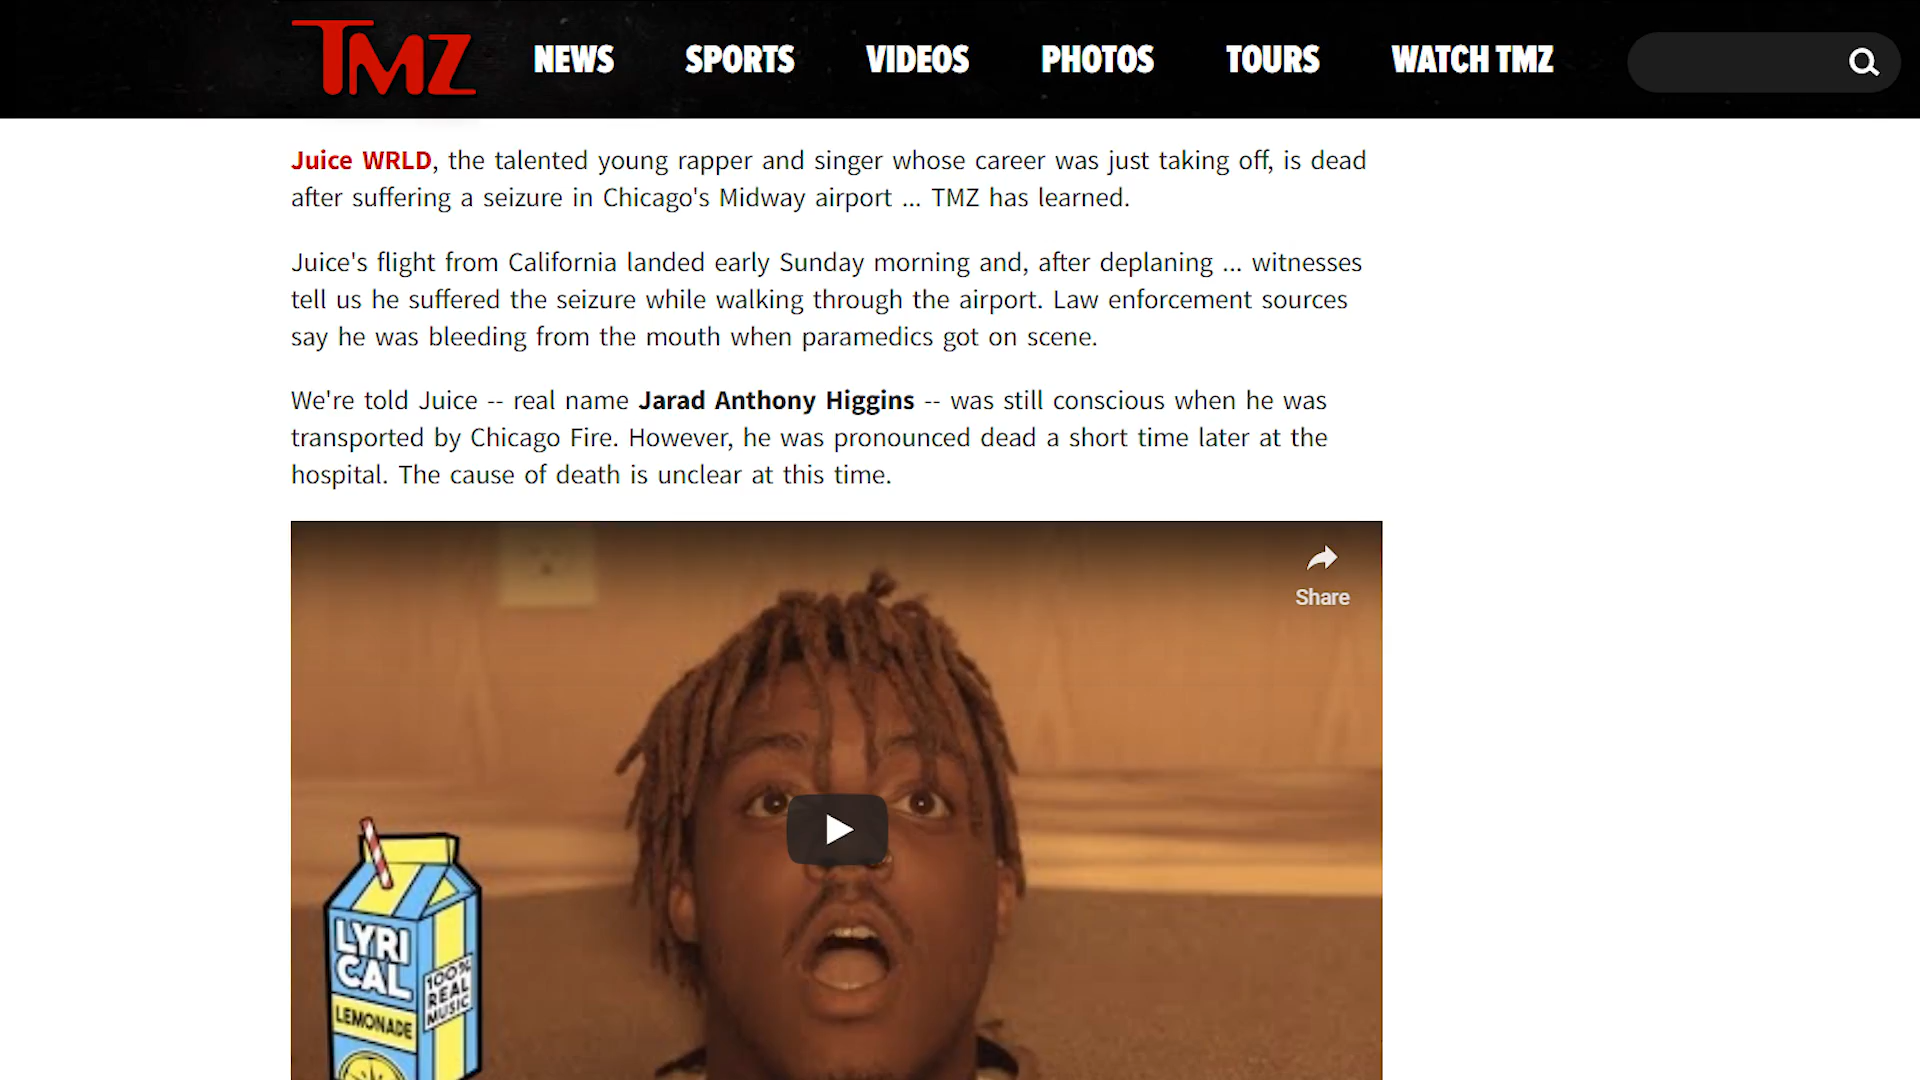 TMZ NEWS SPORTS VIDEOS PHOTOS TOURS WATCH TMZ
Juice WRLD, the talented young rapper and singer whose career was just taking off, is dead
after suffering a seizure in Chicago's Midway airport ... TMZ has learned.
Juice's flight from California landed early Sunday morning and, after deplaning ... witnesses
tell us he suffered the seizure while walking through the airport. Law enforcement sources
say he was bleeding from the mouth when paramedics got on scene.
We're told Juice -- real name Jarad Anthony Higgins -- was still conscious when he was
transported by Chicago Fire. However, he was pronounced dead a short time later at the
hospital. The cause of death is unclear at this time.
Share
LYRI
CAL
LEMONADE
100%
REAL
MUSIC